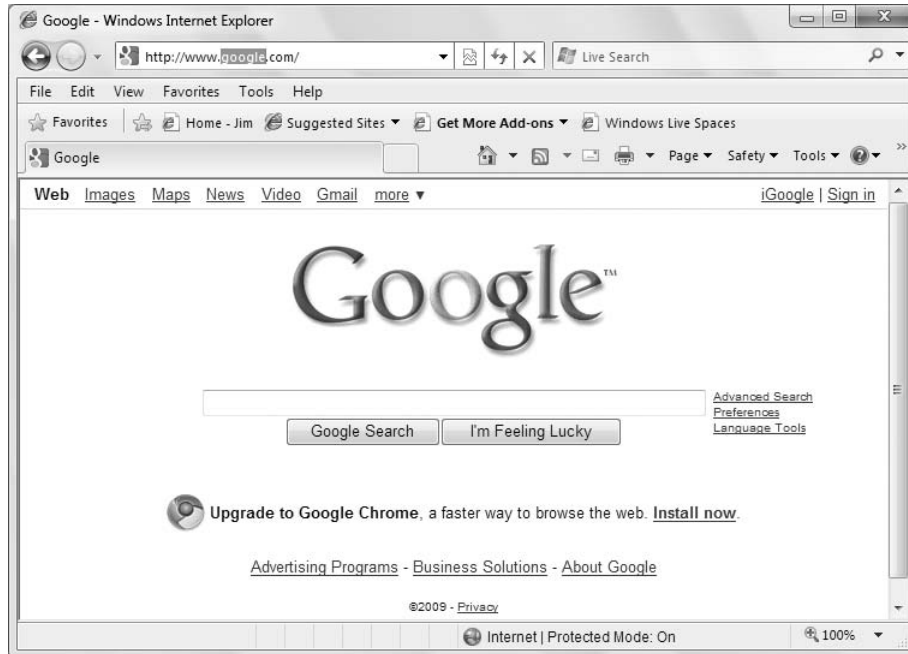 Google - Windows Internet Explorer
http://www.google.com/ Live Search
File Edit View Favorites Tools Help
Favorites Home - Jim Suggested Sites Get More Add-ons Windows Live Spaces
Google Page Safety Tools
Web Images Maps News Video Gmail more iGoogle | Sign in
Google™
Advanced Search
Preferences
Language Tools
Google Search I'm Feeling Lucky
Upgrade to Google Chrome, a faster way to browse the web. Install now.
Advertising Programs - Business Solutions - About Google
©2009 - Privacy
Internet | Protected Mode: On 100%